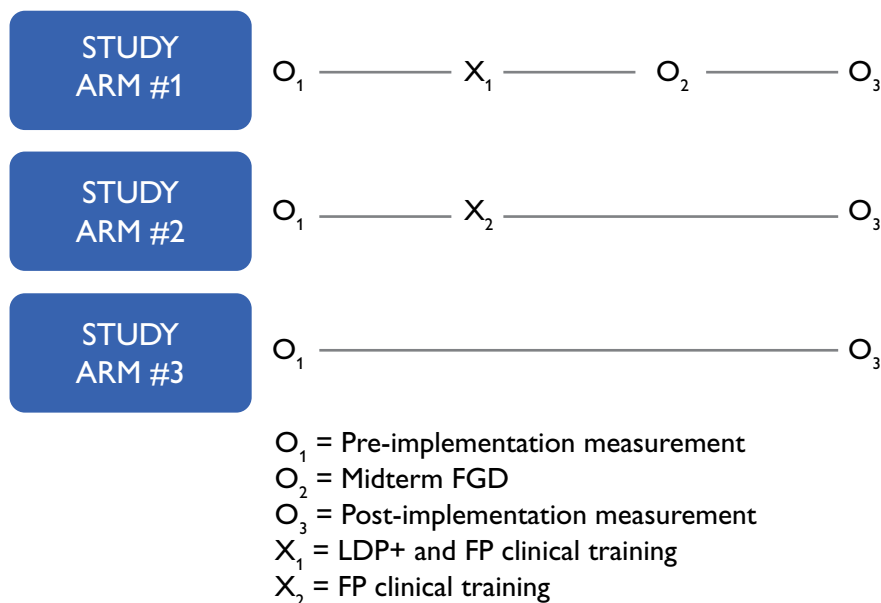 STUDY
ARM #1
O₁ X₁ O₂ O₃
STUDY
ARM #2
O₁ X₂ O₃
STUDY
ARM #3
O₁ O₃
O₁ = Pre-implementation measurement
O₂ = Midterm FGD
O₃ = Post-implementation measurement
X₁ = LDP+ and FP clinical training
X₂ = FP clinical training